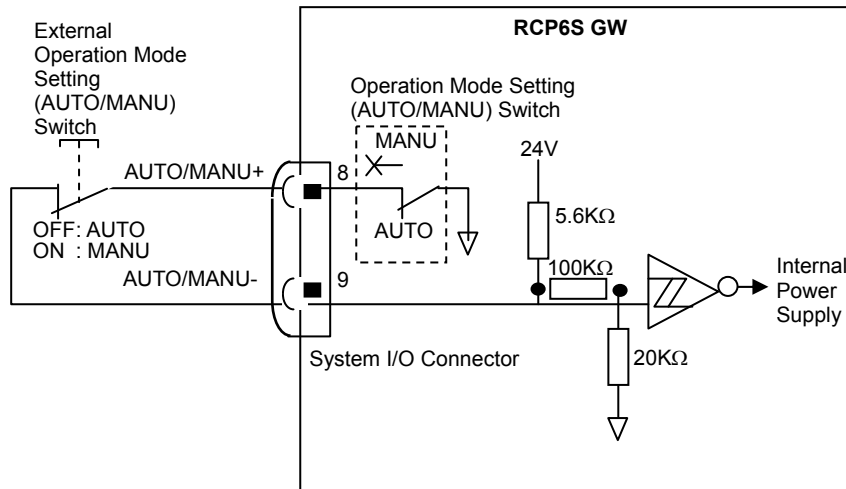 RCP6S GW
External
Operation Mode
Setting
(AUTO/MANU)
Switch
Operation Mode Setting
(AUTO/MANU) Switch
MANU
24V
AUTO/MANU+
8
5.6KΩ
OFF: AUTO
ON : MANU
AUTO
AUTO/MANU-
9
100KΩ
Internal
Power
Supply
System I/O Connector
20KΩ